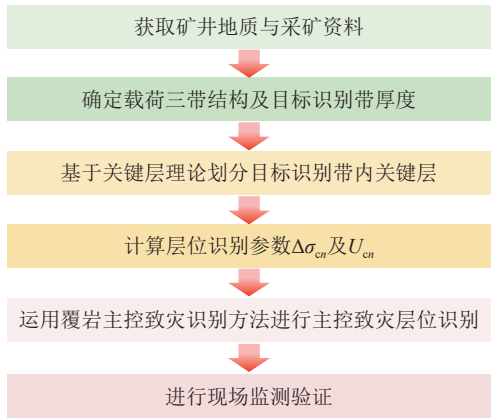 获取矿井地质与采矿资料
确定载荷三带结构及目标识别带厚度
基于关键层理论划分目标识别带内关键层
计算层位识别参数Δσcn及Ucn
运用覆岩主控致灾识别方法进行主控致灾层位识别
进行现场监测验证